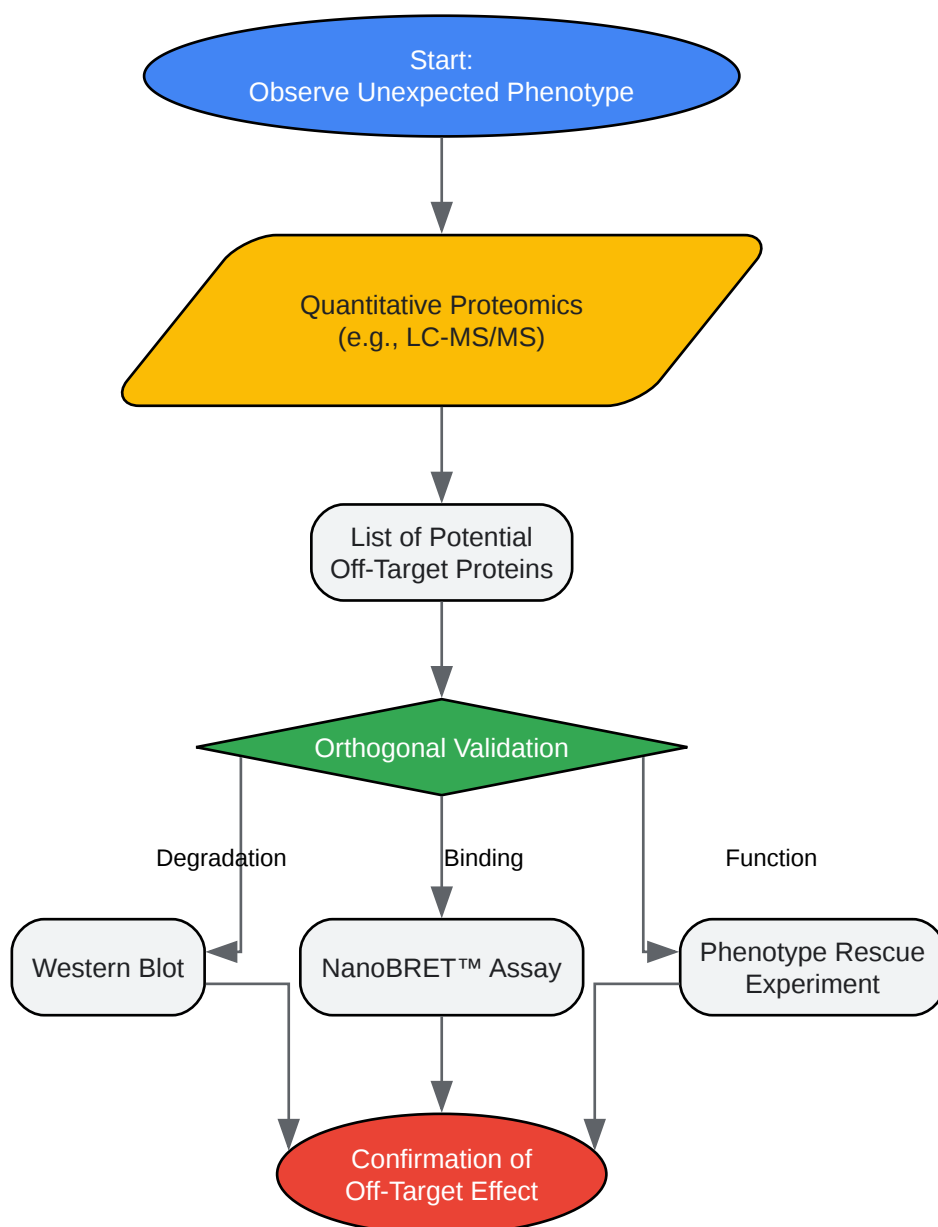 Start:
Observe Unexpected Phenotype
Quantitative Proteomics
(e.g., LC-MS/MS)
List of Potential
Off-Target Proteins
Orthogonal Validation
Degradation
Binding
Function
Western Blot
NanoBRET™ Assay
Phenotype Rescue
Experiment
Confirmation of
Off-Target Effect